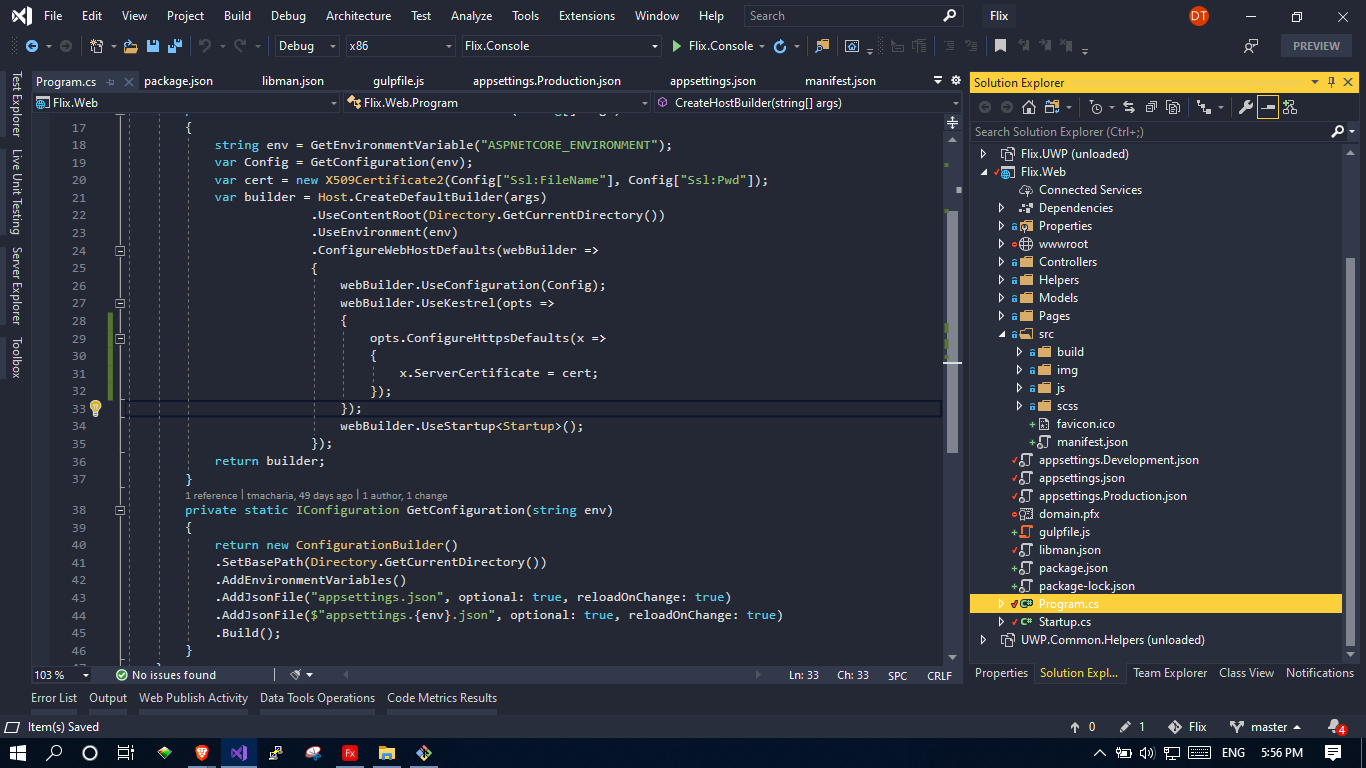 File Edit View Project Build Debug Architecture Test Analyze Tools Extensions Window Help Search Flix DT
Debug x86 Flix.Console Flix.Console PREVIEW
Program.cs package.json libman.json gulpfile.js appsettings.Production.json appsettings.json manifest.json
Flix.Web Flix.Web.Program CreateHostBuilder(string[] args)
Test Explorer
Live Unit Testing
Server Explorer
Toolbox
17 {
18 string env = GetEnvironmentVariable("ASPNETCORE_ENVIRONMENT");
19 var Config = GetConfiguration(env);
20 var cert = new X509Certificate2(Config["Ssl:FileName"], Config["Ssl:Pwd"]);
21 var builder = Host.CreateDefaultBuilder(args)
22 .UseContentRoot(Directory.GetCurrentDirectory())
23 .UseEnvironment(env)
24 .ConfigureWebHostDefaults(webBuilder =>
25 {
26 webBuilder.UseConfiguration(Config);
27 webBuilder.UseKestrel(opts =>
28 {
29 opts.ConfigureHttpsDefaults(x =>
30 {
31 x.ServerCertificate = cert;
32 });
33 });
34 webBuilder.UseStartup<Startup>();
35 });
36 return builder;
37 }
1 reference | tmacharia, 49 days ago | 1 author, 1 change
38 private static IConfiguration GetConfiguration(string env)
39 {
40 return new ConfigurationBuilder()
41 .SetBasePath(Directory.GetCurrentDirectory())
42 .AddEnvironmentVariables()
43 .AddJsonFile("appsettings.json", optional: true, reloadOnChange: true)
44 .AddJsonFile($"appsettings.{env}.json", optional: true, reloadOnChange: true)
45 .Build();
46 }
103 % No issues found Ln: 33 Ch: 33 SPC CRLF
Solution Explorer
Search Solution Explorer (Ctrl+;)
Flix.UWP (unloaded)
Flix.Web
Connected Services
Dependencies
Properties
wwwroot
Controllers
Helpers
Models
Pages
src
build
img
js
scss
favicon.ico
manifest.json
appsettings.Development.json
appsettings.json
appsettings.Production.json
domain.pfx
gulpfile.js
libman.json
package.json
package-lock.json
Program.cs
Startup.cs
UWP.Common.Helpers (unloaded)
Properties Solution Expl... Team Explorer Class View Notifications
Error List Output Web Publish Activity Data Tools Operations Code Metrics Results
Item(s) Saved 0 1 Flix master 4
Fx ENG 5:56 PM